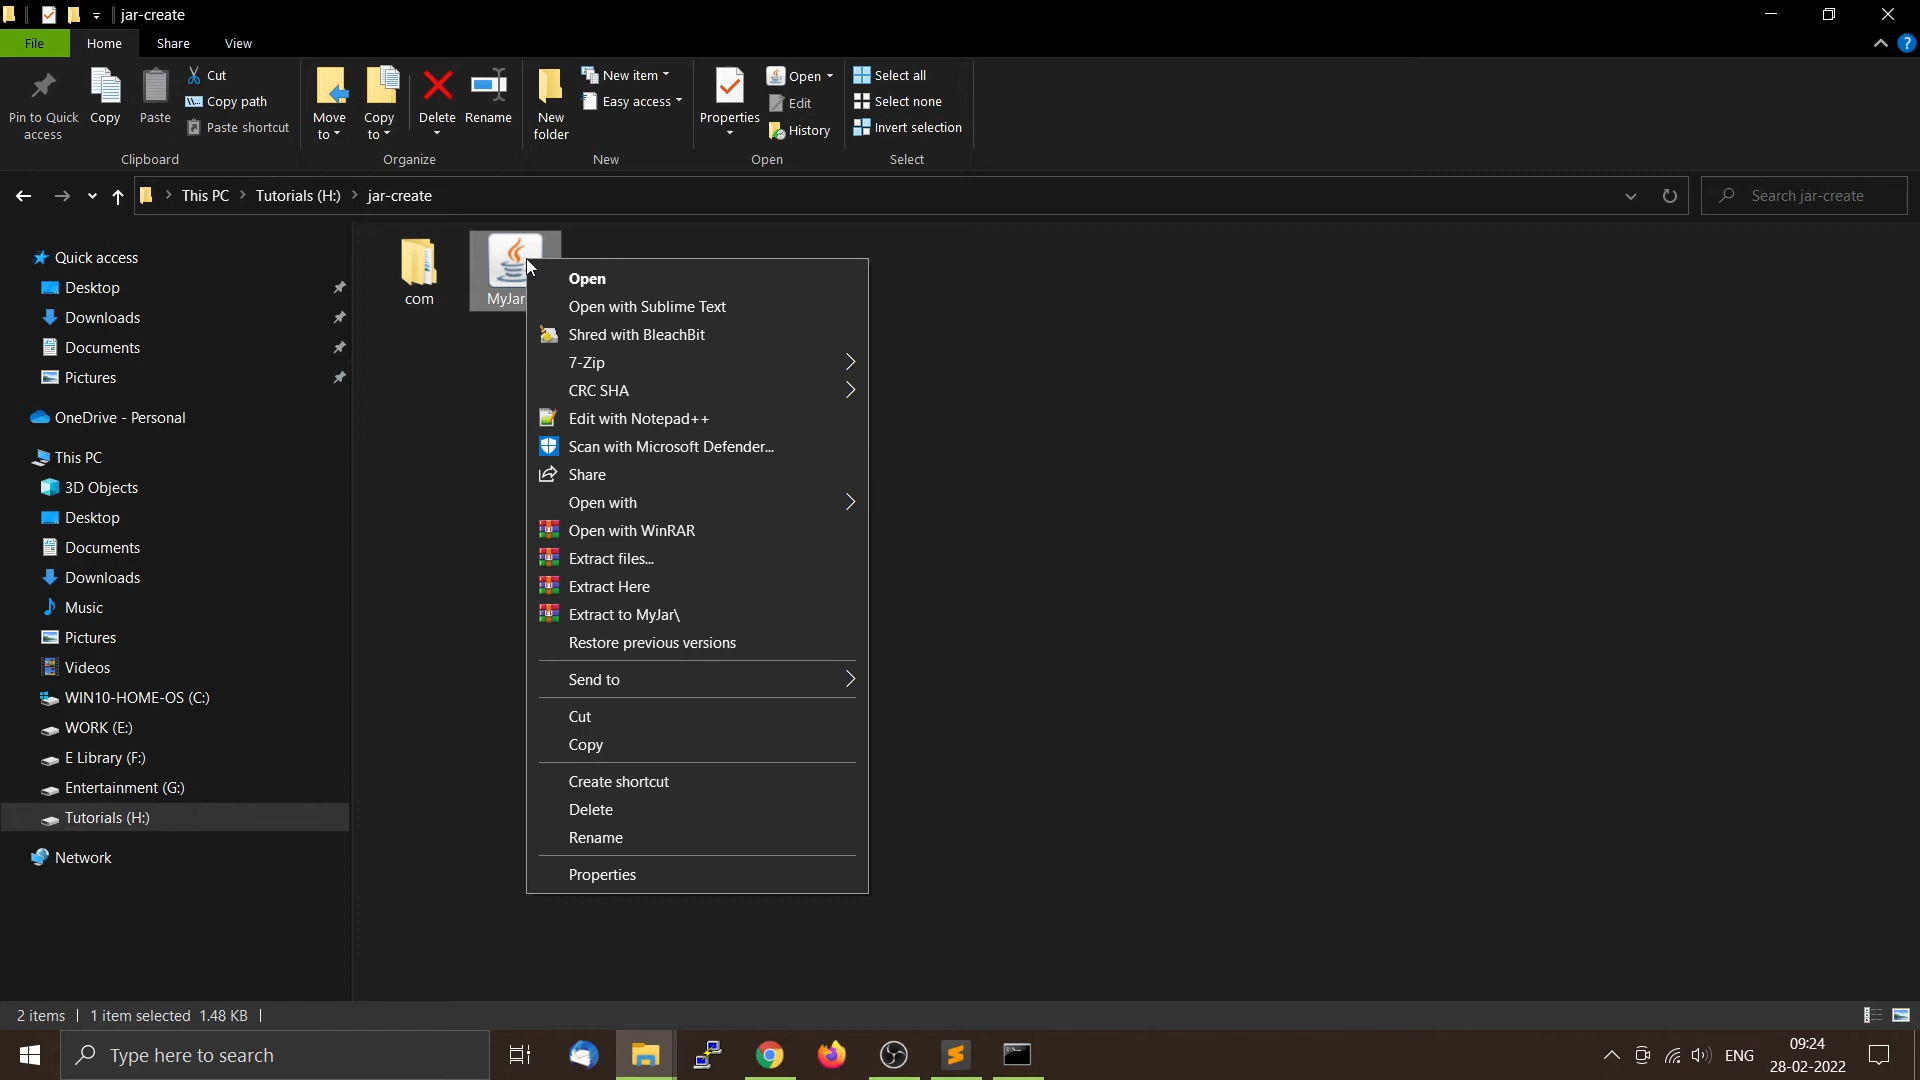 jar-create
File
Home
Share
View
Pin to Quick
access
Copy
Paste
Cut
Copy path
Paste shortcut
Clipboard
Move
to
Copy
to
Delete
Rename
Organize
New
folder
New item
Easy access
New
Properties
Open
Edit
History
Open
Select all
Select none
Invert selection
Select
This PC
Tutorials (H:)
jar-create
Search jar-create
Quick access
Desktop
Downloads
Documents
Pictures
OneDrive - Personal
This PC
3D Objects
Desktop
Documents
Downloads
Music
Pictures
Videos
WIN10-HOME-OS (C:)
WORK (E:)
E Library (F:)
Entertainment (G:)
Tutorials (H:)
Network
com
MyJar
Open
Open with Sublime Text
Shred with BleachBit
7-Zip
CRC SHA
Edit with Notepad++
Scan with Microsoft Defender...
Share
Open with
Open with WinRAR
Extract files...
Extract Here
Extract to MyJar\
Restore previous versions
Send to
Cut
Copy
Create shortcut
Delete
Rename
Properties
2 items
1 item selected 1.48 KB
Type here to search
ENG
09:24
28-02-2022